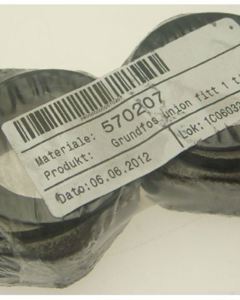 Materiale: 570207
Produkt: Grundfos union fitt 1 t
Dato: 06.06.2012 Lok: 1C0603